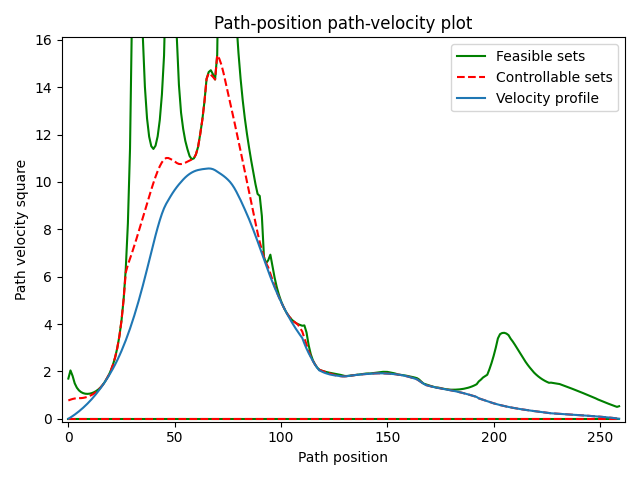 Path-position path-velocity plot
16
14
12
10
8
6
4
2
0
Path velocity square
Feasible sets
Controllable sets
Velocity profile
0 50 100 150 200 250
Path position